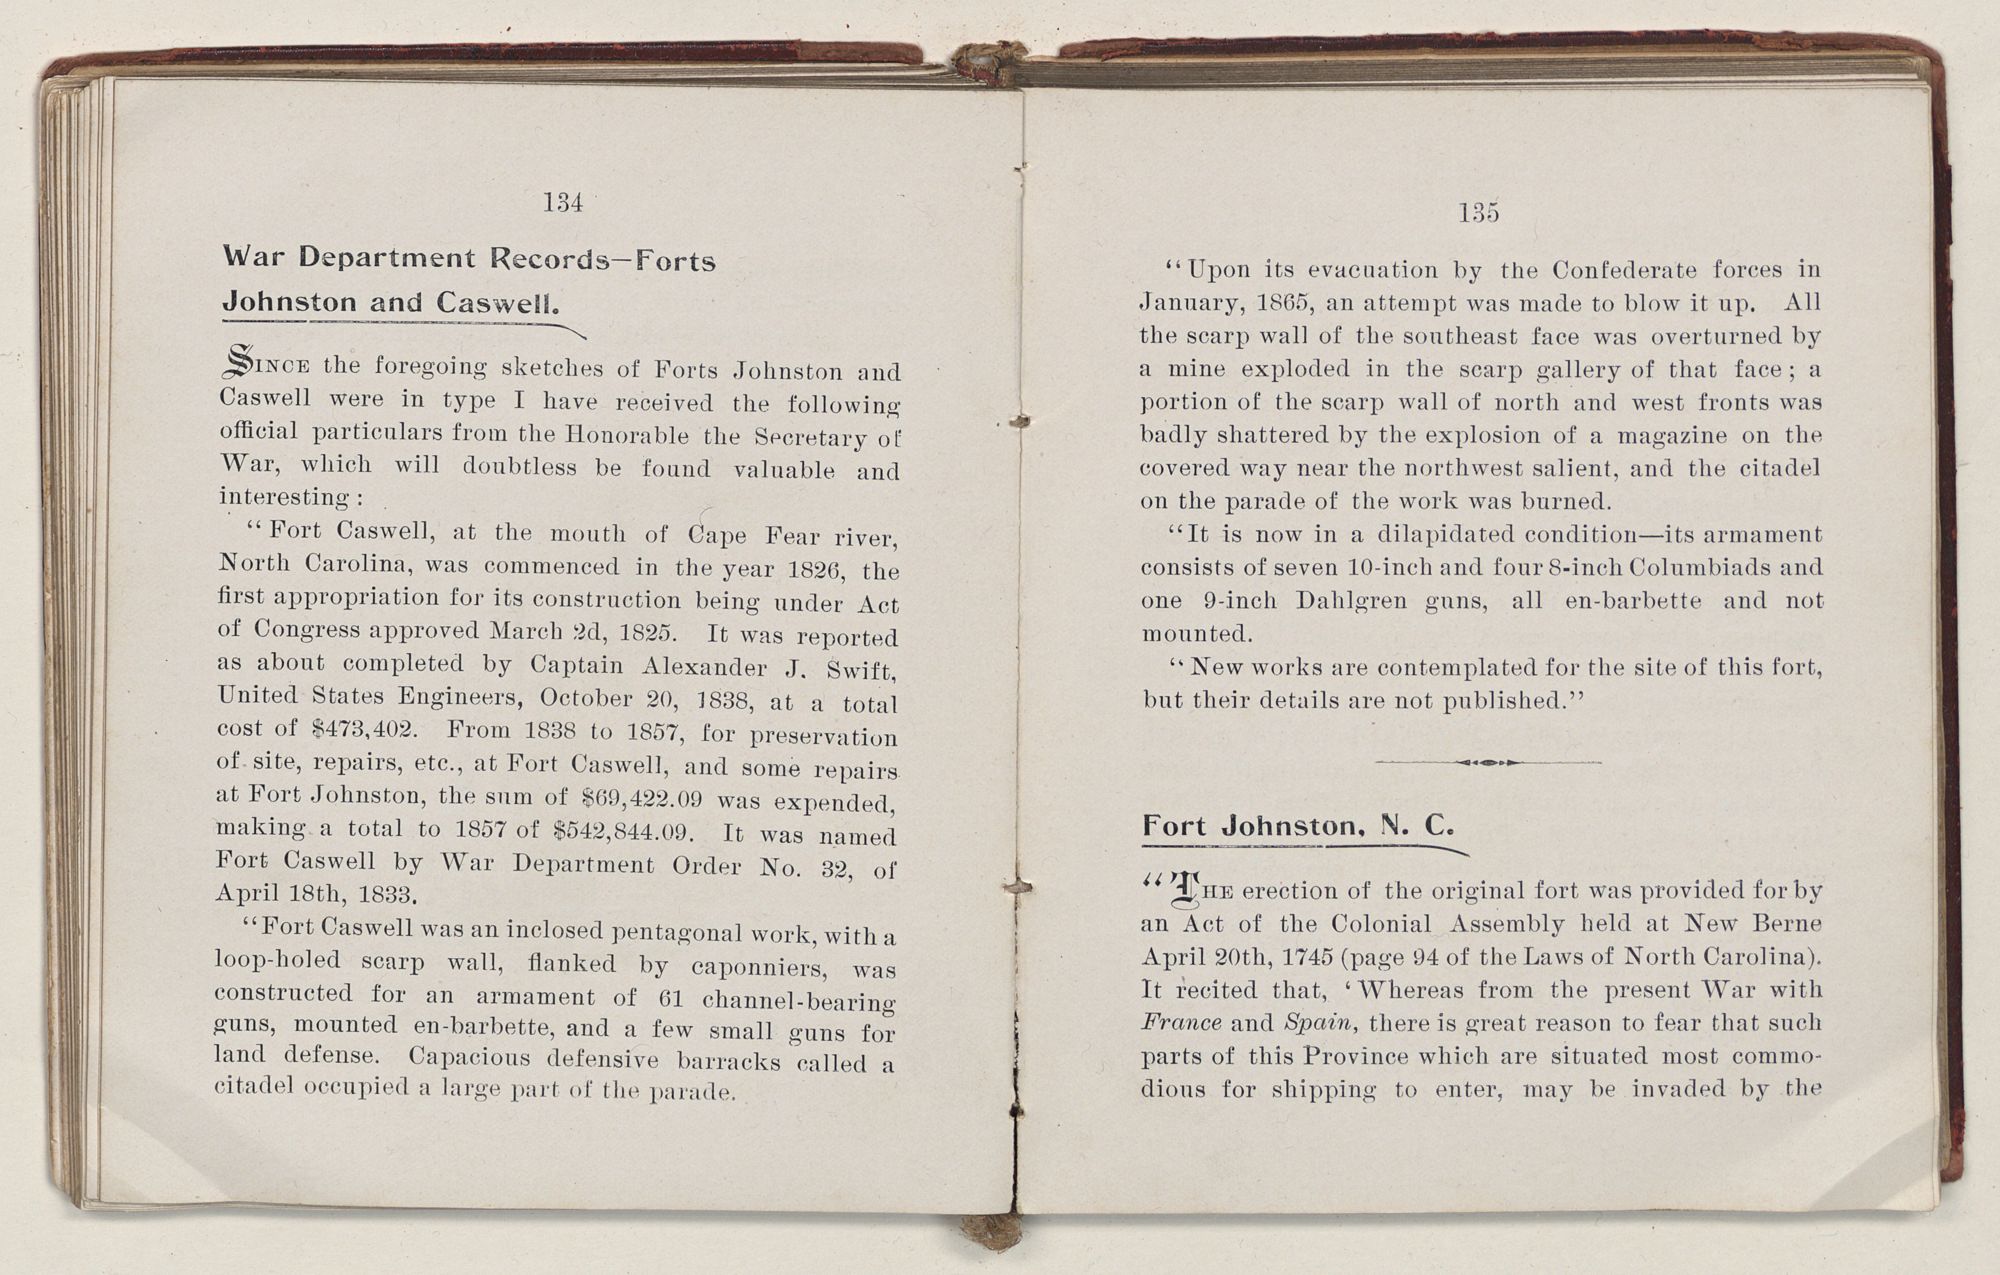 134
War Department Records—Forts
Johnston and Caswell.
SINCE the foregoing sketches of Forts Johnston and
Caswell were in type I have received the following
official particulars from the Honorable the Secretary of
War, which will doubtless be found valuable and
interesting :
“ Fort Caswell, at the mouth of Cape Fear river,
North Carolina, was commenced in the year 1826, the
first appropriation for its construction being under Act
of Congress approved March 2d, 1825. It was reported
as about completed by Captain Alexander J. Swift,
United States Engineers, October 20, 1838, at a total
cost of $473,402. From 1838 to 1857, for preservation
of site, repairs, etc., at Fort Caswell, and some repairs
at Fort Johnston, the sum of $69,422.09 was expended,
making a total to 1857 of $542,844.09. It was named
Fort Caswell by War Department Order No. 32, of
April 18th, 1833.
“Fort Caswell was an inclosed pentagonal work, with a
loop-holed scarp wall, flanked by caponniers, was
constructed for an armament of 61 channel-bearing
guns, mounted en-barbette, and a few small guns for
land defense. Capacious defensive barracks called a
citadel occupied a large part of the parade.
135
“Upon its evacuation by the Confederate forces in
January, 1865, an attempt was made to blow it up. All
the scarp wall of the southeast face was overturned by
a mine exploded in the scarp gallery of that face ; a
portion of the scarp wall of north and west fronts was
badly shattered by the explosion of a magazine on the
covered way near the northwest salient, and the citadel
on the parade of the work was burned.
“It is now in a dilapidated condition—its armament
consists of seven 10-inch and four 8-inch Columbiads and
one 9-inch Dahlgren guns, all en-barbette and not
mounted.
“New works are contemplated for the site of this fort,
but their details are not published.”
Fort Johnston, N. C.
“THE erection of the original fort was provided for by
an Act of the Colonial Assembly held at New Berne
April 20th, 1745 (page 94 of the Laws of North Carolina).
It recited that, ‘Whereas from the present War with
France and Spain, there is great reason to fear that such
parts of this Province which are situated most commo-
dious for shipping to enter, may be invaded by the